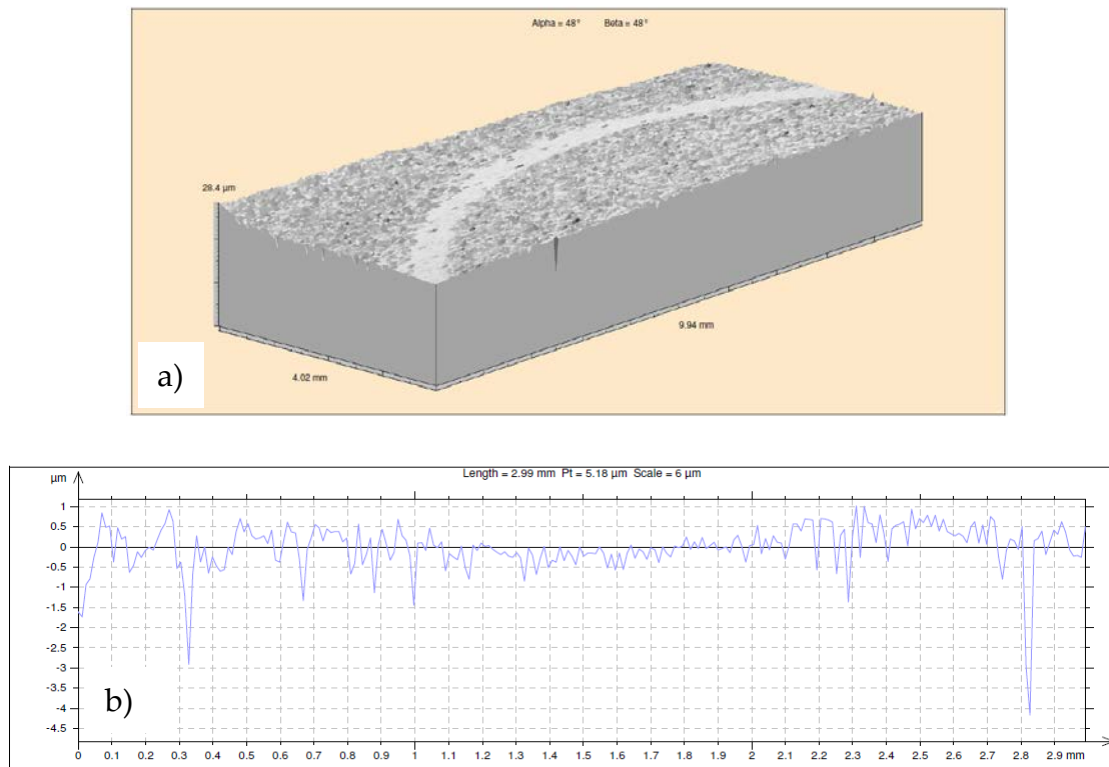 Alpha = 48° Beta = 48°
28.4 µm
9.94 mm
4.02 mm
a)
Length = 2.99 mm Pt = 5.18 µm Scale = 6 µm
µm
1
0.5
0
-0.5
-1
-1.5
-2
-2.5
-3
-3.5
-4
-4.5
b)
0 0.1 0.2 0.3 0.4 0.5 0.6 0.7 0.8 0.9 1 1.1 1.2 1.3 1.4 1.5 1.6 1.7 1.8 1.9 2 2.1 2.2 2.3 2.4 2.5 2.6 2.7 2.8 2.9 mm